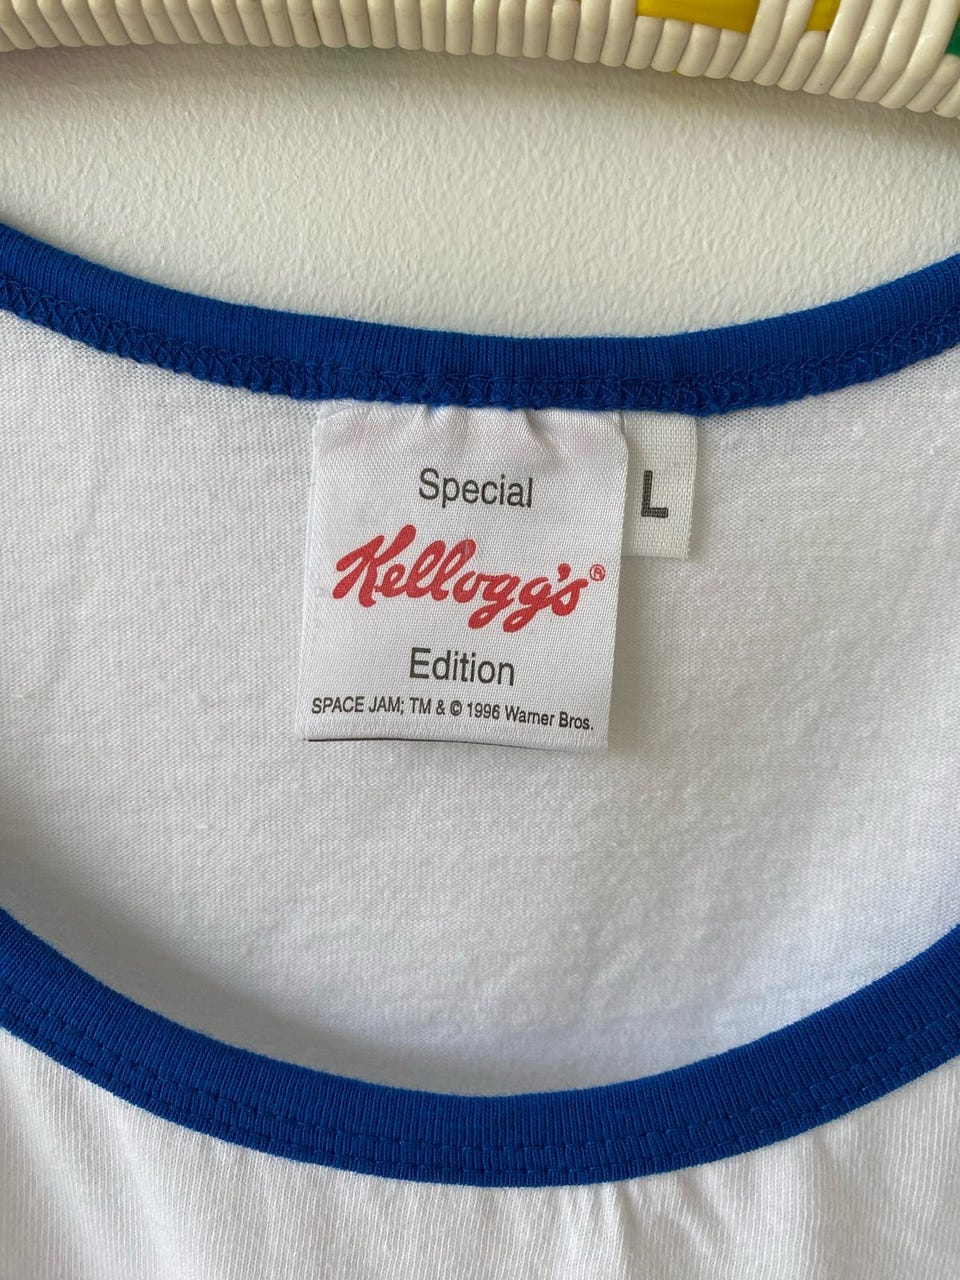 Special
L
Kellogg's®
Edition
SPACE JAM; TM & © 1996 Warner Bros.